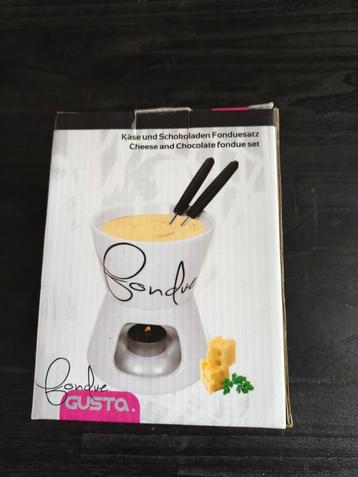 Käse und Schokoladen Fonduesatz
Cheese and Chocolate fondue set
Fondue
Fondue
GUSTA.